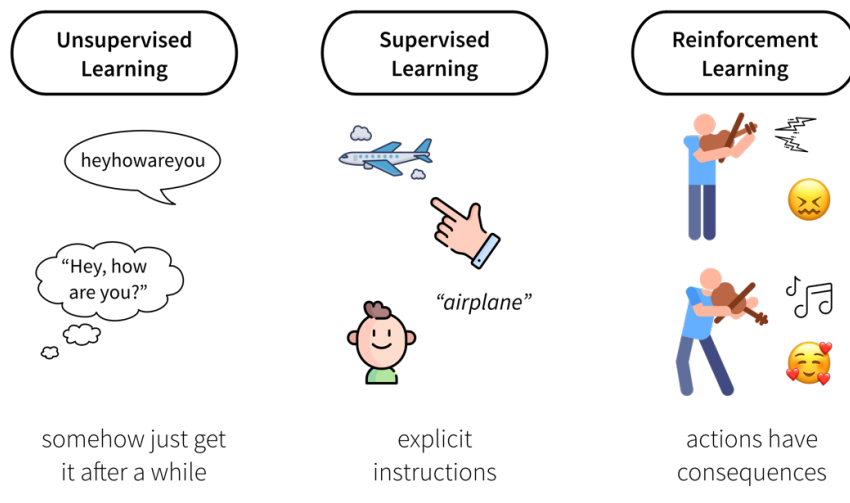 Unsupervised
Learning
heyhowareyou
“Hey, how
are you?”
somehow just get
it after a while
Supervised
Learning
“airplane”
explicit
instructions
Reinforcement
Learning
actions have
consequences